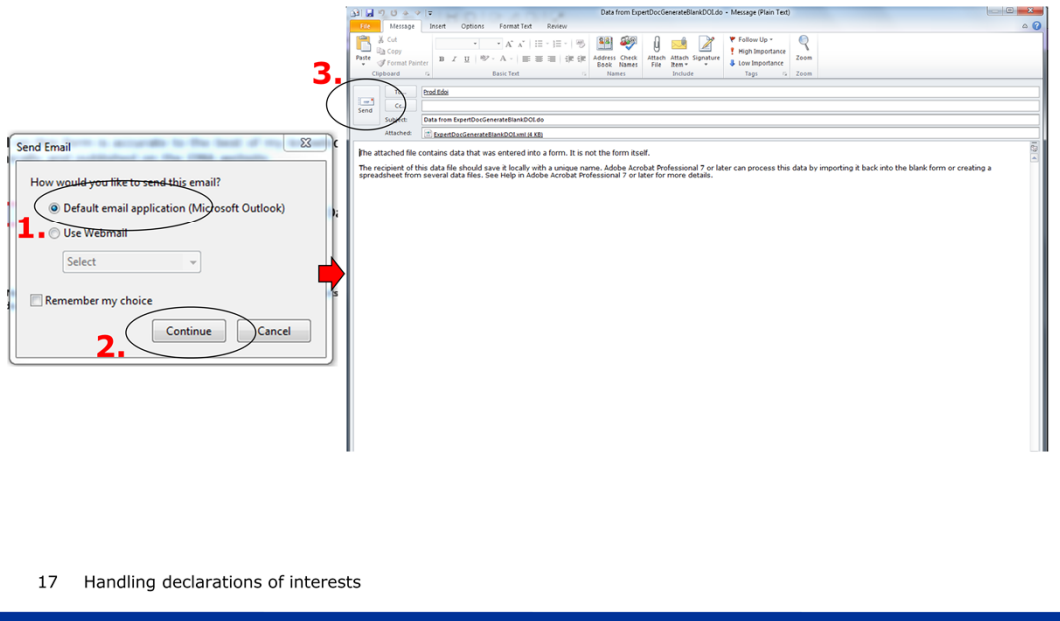 Send Email
How would you like to send this email?
Default email application (Microsoft Outlook)
1.
Use Webmail
Select
Remember my choice
Continue
Cancel
2.
3.
Data from ExpertDocGenerateBlankDOI.do - Message (Plain Text)
File Message Insert Options Format Text Review
Paste
Cut
Copy
Format Painter
Clipboard
Basic Text
Address Book
Check Names
Names
Attach File
Attach Item
Signature
Include
Follow Up
High Importance
Low Importance
Tags
Zoom
Zoom
Send
To...
Prod Edoi
Cc...
Subject:
Data from ExpertDocGenerateBlankDOI.do
Attached:
ExpertDocGenerateBlankDOI.xml (4 KB)
The attached file contains data that was entered into a form. It is not the form itself.
The recipient of this data file should save it locally with a unique name. Adobe Acrobat Professional 7 or later can process this data by importing it back into the blank form or creating a
spreadsheet from several data files. See Help in Adobe Acrobat Professional 7 or later for more details.
17 Handling declarations of interests